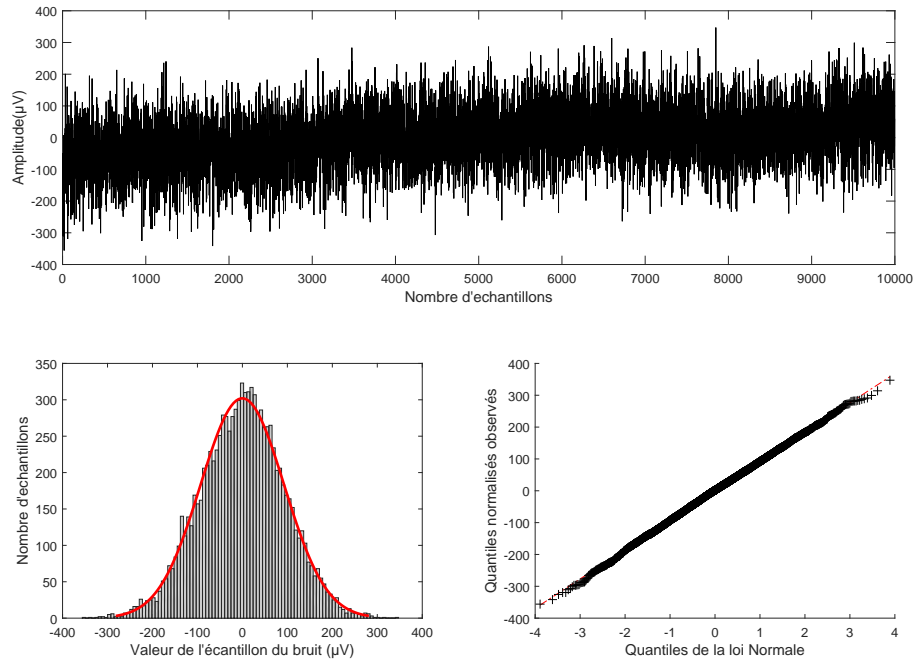 400
300
200
100
0
-100
-200
-300
-400
Amplitude(µV)
0 1000 2000 3000 4000 5000 6000 7000 8000 9000 10000
Nombre d'echantillons
350
300
250
200
150
100
50
0
Nombre d'echantillons
-400 -300 -200 -100 0 100 200 300 400
Valeur de l'écantillon du bruit (µV)
400
300
200
100
0
-100
-200
-300
-400
Quantiles normalisés observés
-4 -3 -2 -1 0 1 2 3 4
Quantiles de la loi Normale